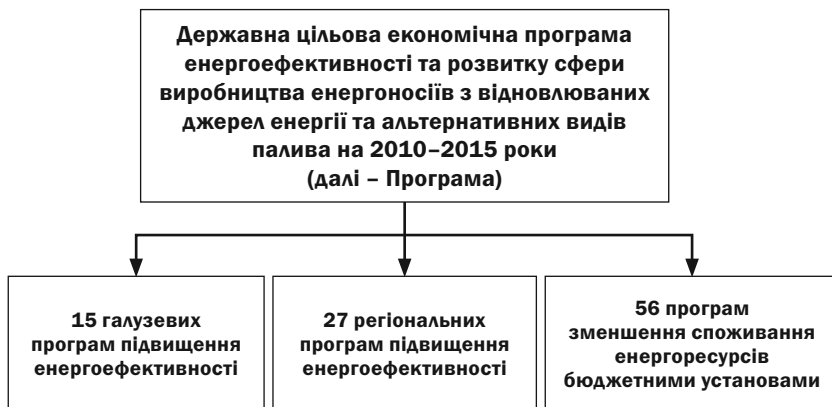 Державна цільова економічна програма
енергоефективності та розвитку сфери
виробництва енергоносіїв з відновлюваних
джерел енергії та альтернативних видів
палива на 2010–2015 роки
(далі – Програма)
15 галузевих
програм підвищення
енергоефективності
27 регіональних
програм підвищення
енергоефективності
56 програм
зменшення споживання
енергоресурсів
бюджетними установами